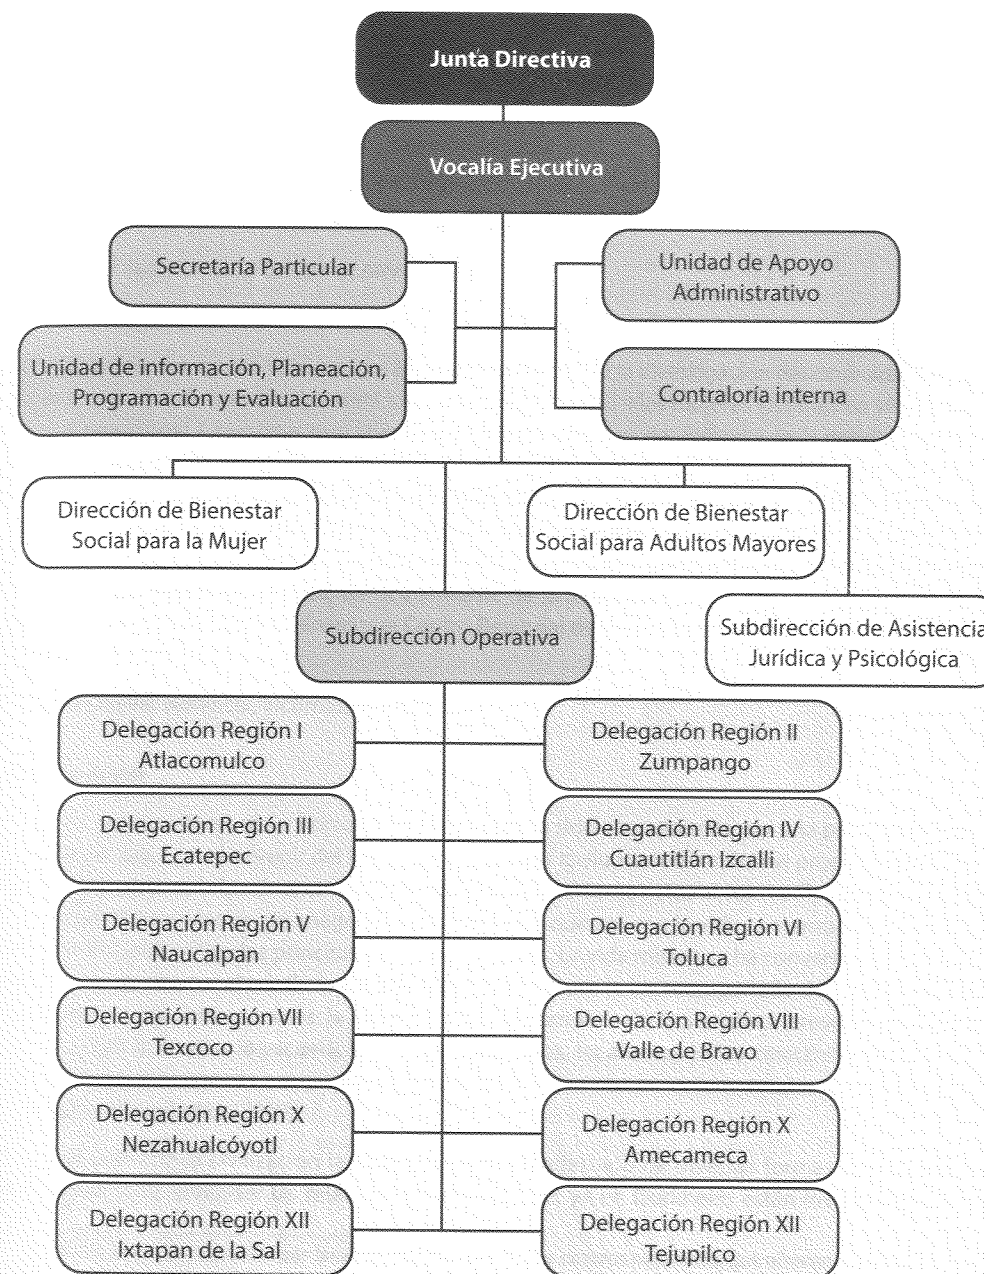 Junta Directiva
Vocalía Ejecutiva
Secretaría Particular
Unidad de Apoyo
Administrativo
Unidad de información, Planeación,
Programación y Evaluación
Contraloría interna
Dirección de Bienestar
Social para la Mujer
Dirección de Bienestar
Social para Adultos Mayores
Subdirección Operativa
Subdirección de Asistencia
Jurídica y Psicológica
Delegación Región I
Atlacomulco
Delegación Región II
Zumpango
Delegación Región III
Ecatepec
Delegación Región IV
Cuautitlán Izcalli
Delegación Región V
Naucalpan
Delegación Región VI
Toluca
Delegación Región VII
Texcoco
Delegación Región VIII
Valle de Bravo
Delegación Región X
Nezahualcóyotl
Delegación Región X
Amecameca
Delegación Región XII
Ixtapan de la Sal
Delegación Región XII
Tejupilco